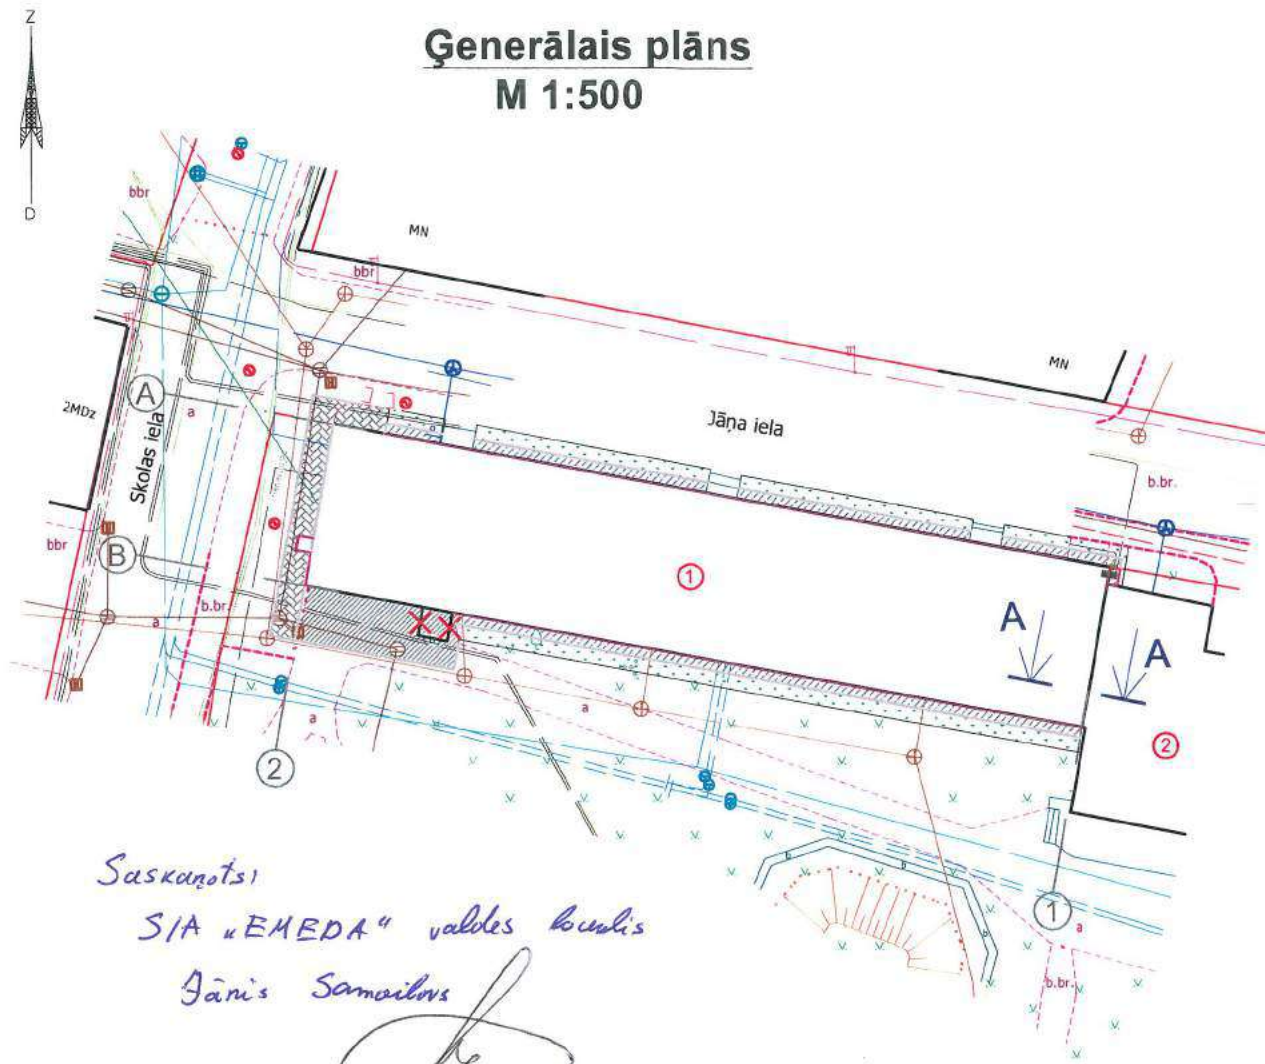 Z
Ģenerālais plāns
M 1:500
D
bbr
MN
bbr
MN
A
a
2MDz
Skolas iela
Jāņa iela
a
b.br.
B
bbr
b.br.
a
1
A
A
a
2
2
b
b
b
1
a
b.br.
Saskaņots:
S/A "EMEDA" valdes loceklis
Jānis Samoilovs